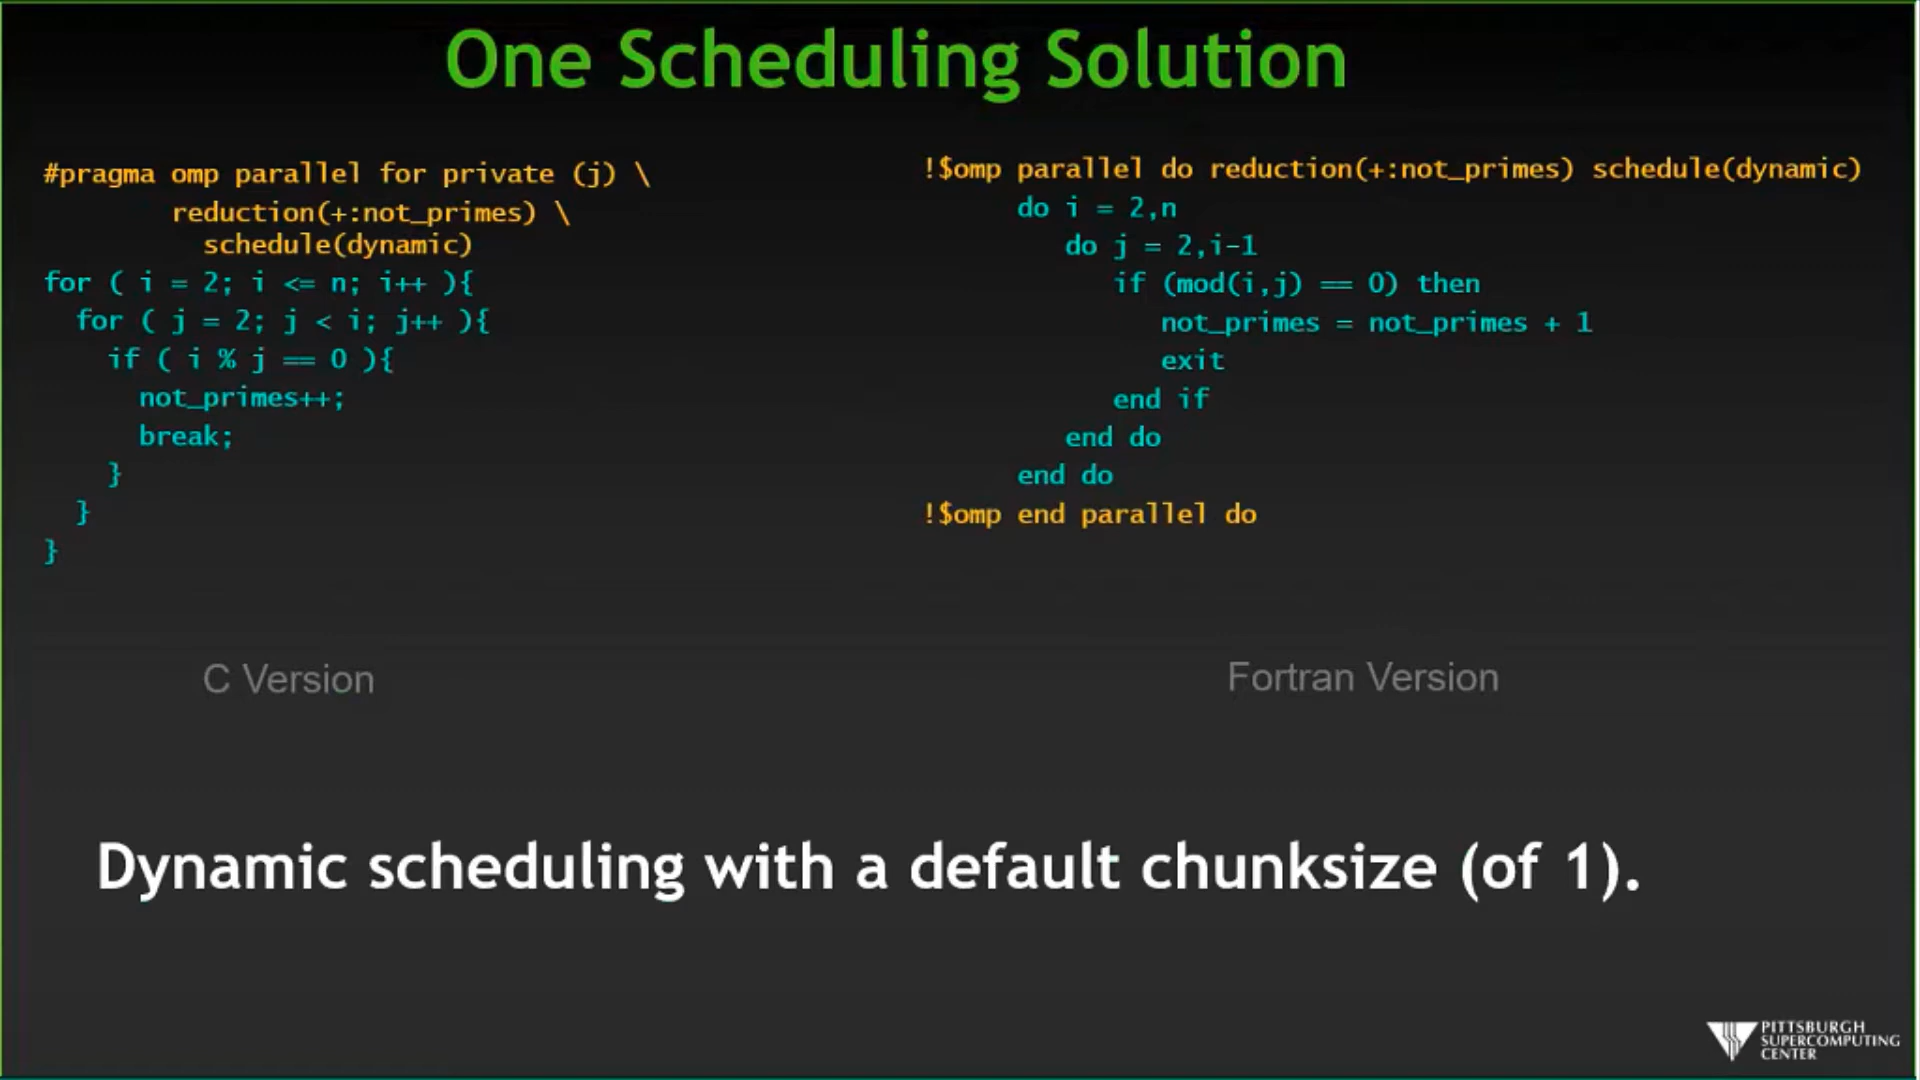 One Scheduling Solution
#pragma omp parallel for private (j) \
reduction(+:not_primes) \
schedule(dynamic)
for ( i = 2; i <= n; i++ ){
for ( j = 2; j < i; j++ ){
if ( i % j == 0 ){
not_primes++;
break;
}
}
}
C Version
!$omp parallel do reduction(+:not_primes) schedule(dynamic)
do i = 2,n
do j = 2,i-1
if (mod(i,j) == 0) then
not_primes = not_primes + 1
exit
end if
end do
end do
!$omp end parallel do
Fortran Version
Dynamic scheduling with a default chunksize (of 1).
PITTSBURGH
SUPERCOMPUTING
CENTER